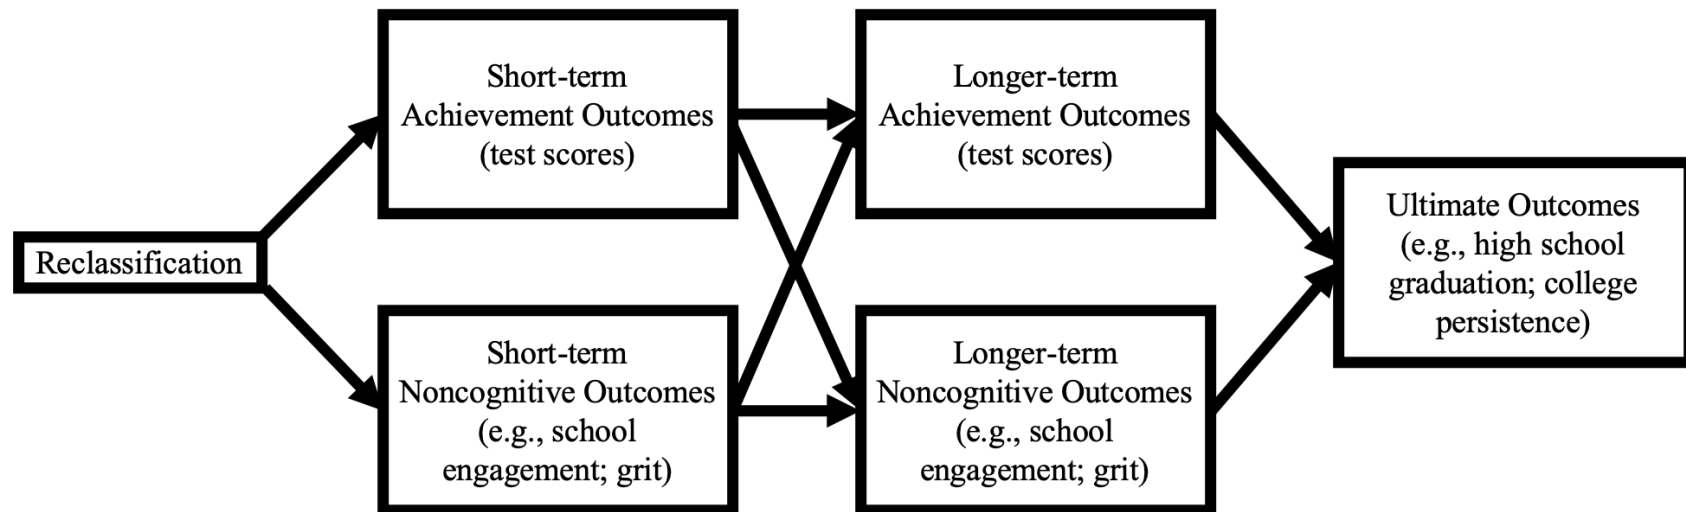 Reclassification
Short-term
Achievement Outcomes
(test scores)
Short-term
Noncognitive Outcomes
(e.g., school
engagement; grit)
Longer-term
Achievement Outcomes
(test scores)
Longer-term
Noncognitive Outcomes
(e.g., school
engagement; grit)
Ultimate Outcomes
(e.g., high school
graduation; college
persistence)